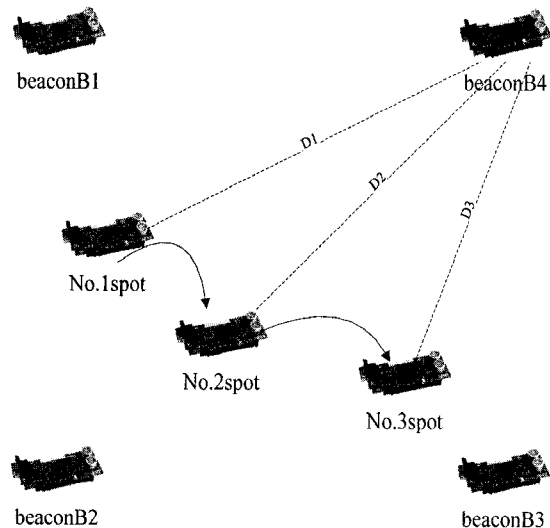 beaconB1
beaconB4
D1
D2
D3
No.1spot
No.2spot
No.3spot
beaconB2
beaconB3